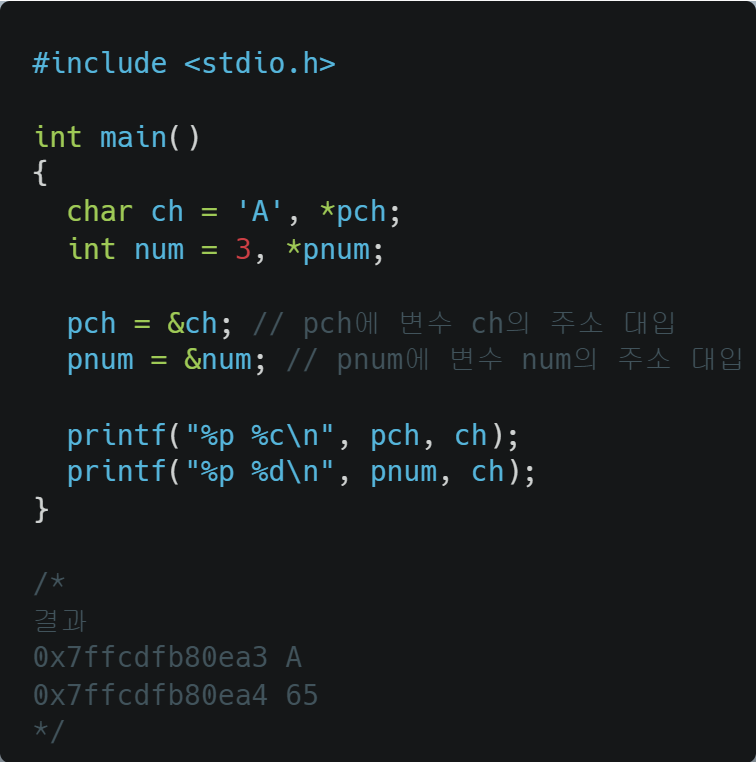 #include <stdio.h>
int main()
{
char ch = 'A', *pch;
int num = 3, *pnum;
pch = &ch; // pch에 변수 ch의 주소 대입
pnum = &num; // pnum에 변수 num의 주소 대입
printf("%p %c\n", pch, ch);
printf("%p %d\n", pnum, ch);
}
/*
결과
0x7ffcdfb80ea3 A
0x7ffcdfb80ea4 65
*/